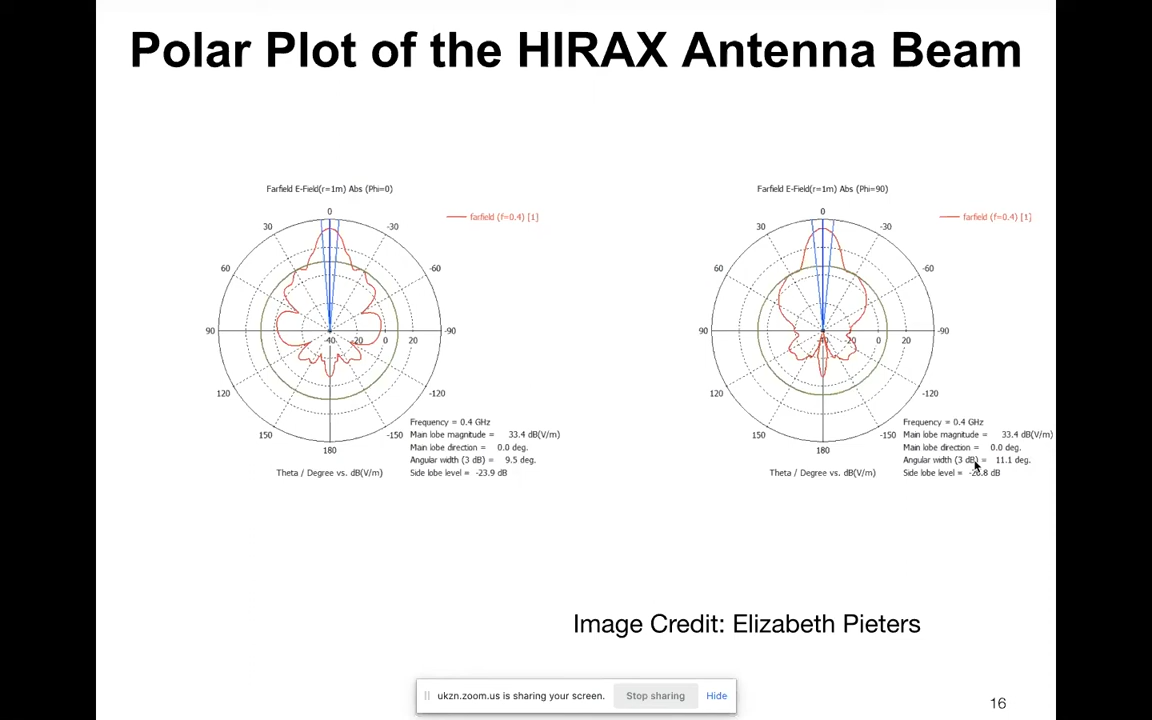 Polar Plot of the HIRAX Antenna Beam
Farfield E-Field(r=1m) Abs (Phi=0)
farfield (f=0.4) [1]
0
30
-30
60
-60
90
-90
-40
-20
0
20
120
-120
150
-150
180
Frequency = 0.4 GHz
Main lobe magnitude = 33.4 dB(V/m)
Main lobe direction = 0.0 deg.
Angular width (3 dB) = 9.5 deg.
Side lobe level = -23.9 dB
Theta / Degree vs. dB(V/m)
Farfield E-Field(r=1m) Abs (Phi=90)
farfield (f=0.4) [1]
0
30
-30
60
-60
90
-90
-20
0
20
120
-120
150
-150
180
Frequency = 0.4 GHz
Main lobe magnitude = 33.4 dB(V/m)
Main lobe direction = 0.0 deg.
Angular width (3 dB) = 11.1 deg.
Side lobe level = dB
Theta / Degree vs. dB(V/m)
Image Credit: Elizabeth Pieters
ukzn.zoom.us is sharing your screen.
Stop sharing
Hide
16